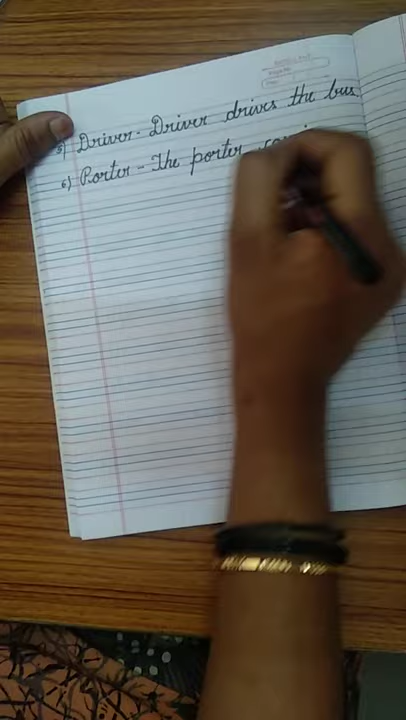 5) Driver - Driver drives the bus.
6) Porter - The porter